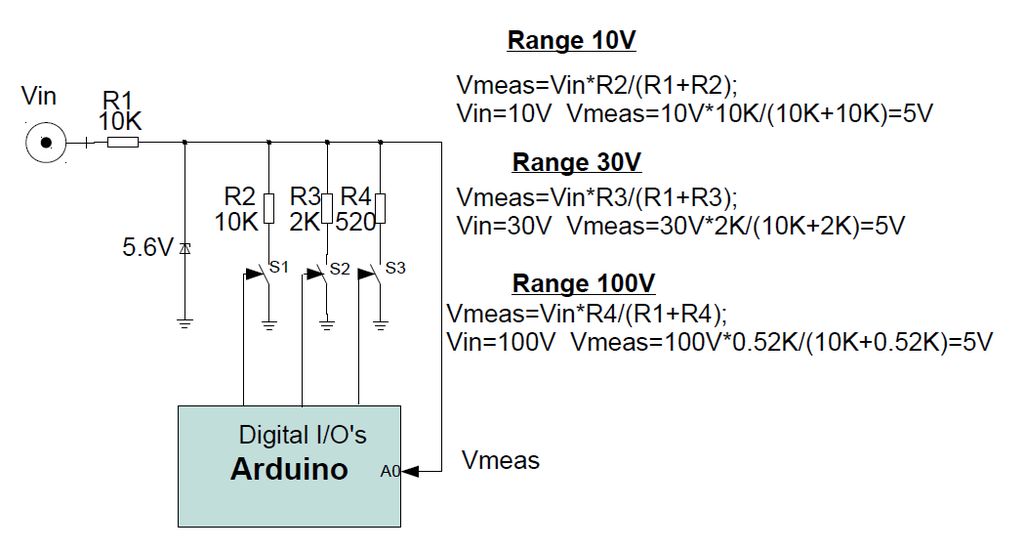 Range 10V
Vmeas=Vin*R2/(R1+R2);
Vin=10V Vmeas=10V*10K/(10K+10K)=5V
Range 30V
Vmeas=Vin*R3/(R1+R3);
Vin=30V Vmeas=30V*2K/(10K+2K)=5V
Range 100V
Vmeas=Vin*R4/(R1+R4);
Vin=100V Vmeas=100V*0.52K/(10K+0.52K)=5V
Vin
R1
10K
R2
10K
R3
2K
R4
520
5.6V
S1
S2
S3
Digital I/O's
Arduino
A0
Vmeas